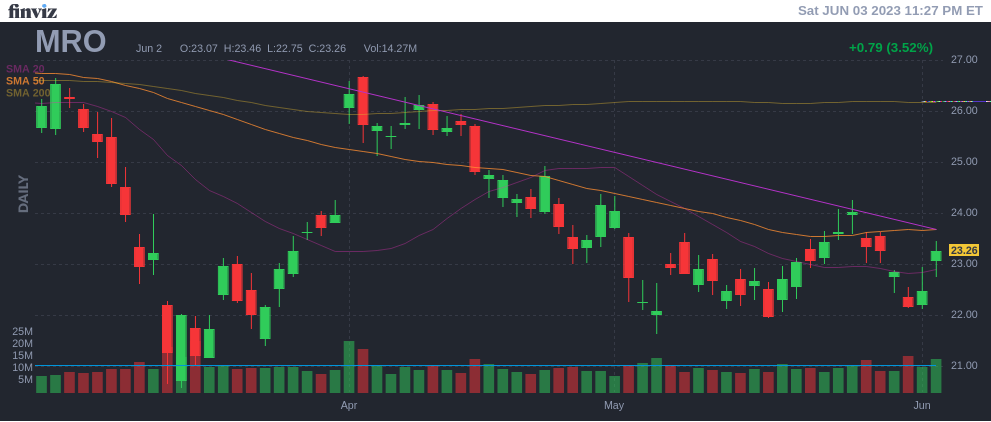 finviz
Sat JUN 03 2023 11:27 PM ET
MRO
Jun 2 O:23.07 H:23.46 L:22.75 C:23.26 Vol:14.27M
+0.79 (3.52%)
SMA 20
SMA 50
SMA 200
DAILY
27.00
26.00
25.00
24.00
23.26
23.00
22.00
21.00
25M
20M
15M
10M
5M
Apr May Jun